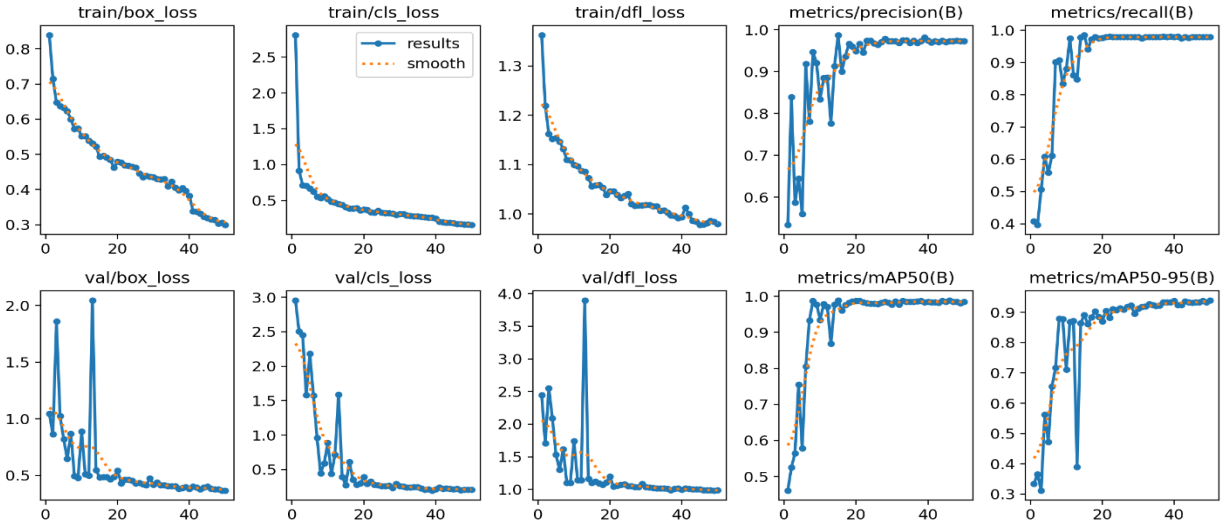 train/box_loss
train/cls_loss
train/dfl_loss
metrics/precision(B)
metrics/recall(B)
0.8
0.7
0.6
0.5
0.4
0.3
0 20 40
results
smooth
2.5
2.0
1.5
1.0
0.5
0 20 40
1.3
1.2
1.1
1.0
0 20 40
1.0
0.9
0.8
0.7
0.6
0 20 40
1.0
0.9
0.8
0.7
0.6
0.5
0.4
0 20 40
val/box_loss
val/cls_loss
val/dfl_loss
metrics/mAP50(B)
metrics/mAP50-95(B)
2.0
1.5
1.0
0.5
0 20 40
3.0
2.5
2.0
1.5
1.0
0.5
0 20 40
4.0
3.5
3.0
2.5
2.0
1.5
1.0
0 20 40
1.0
0.9
0.8
0.7
0.6
0.5
0 20 40
0.9
0.8
0.7
0.6
0.5
0.4
0.3
0 20 40